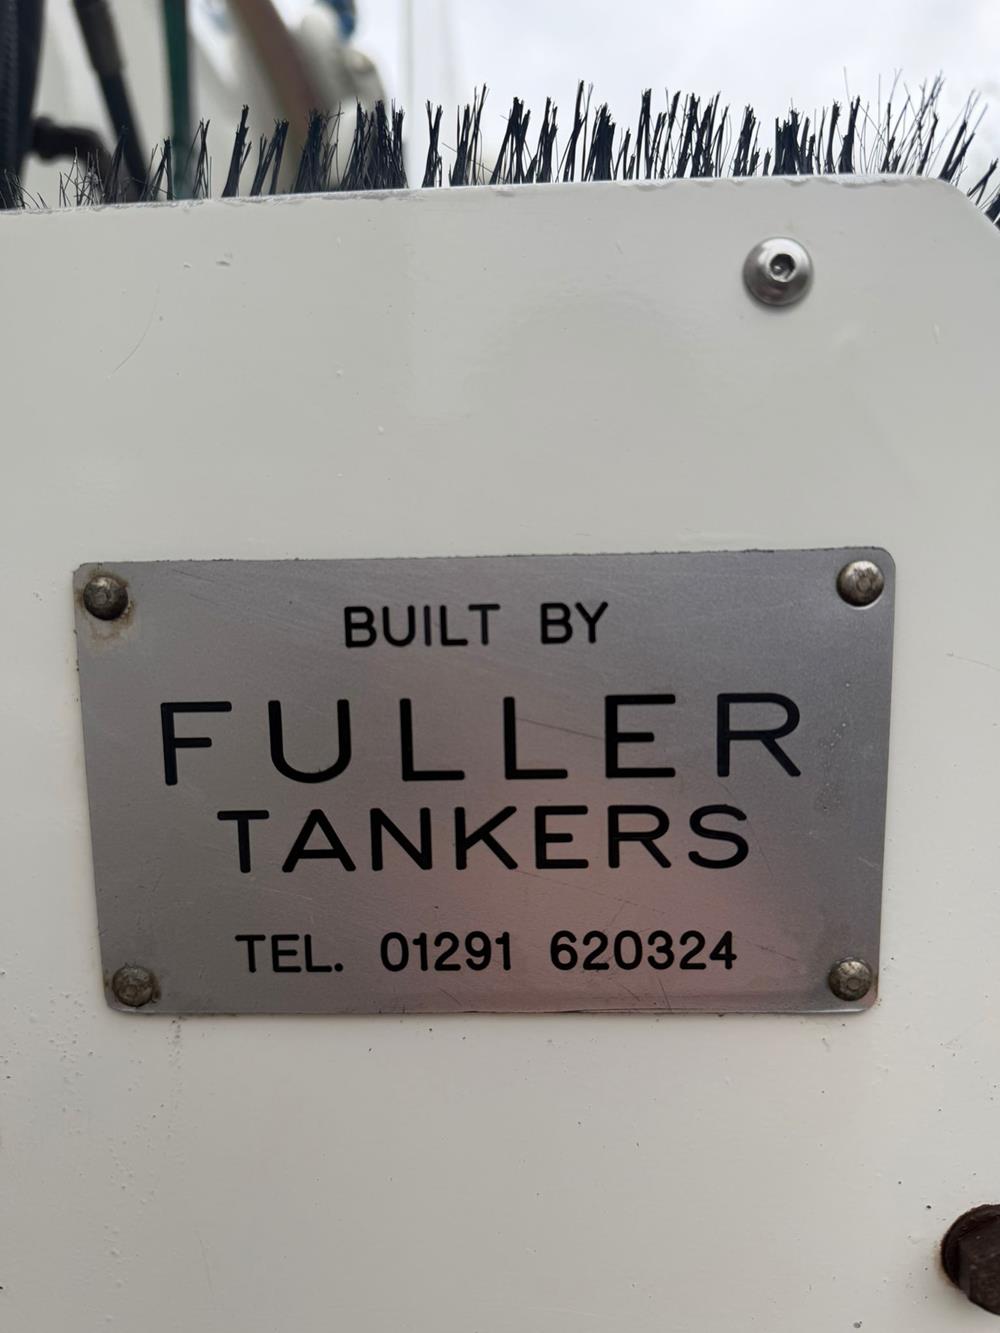 BUILT BY
FULLER
TANKERS
TEL. 01291 620324